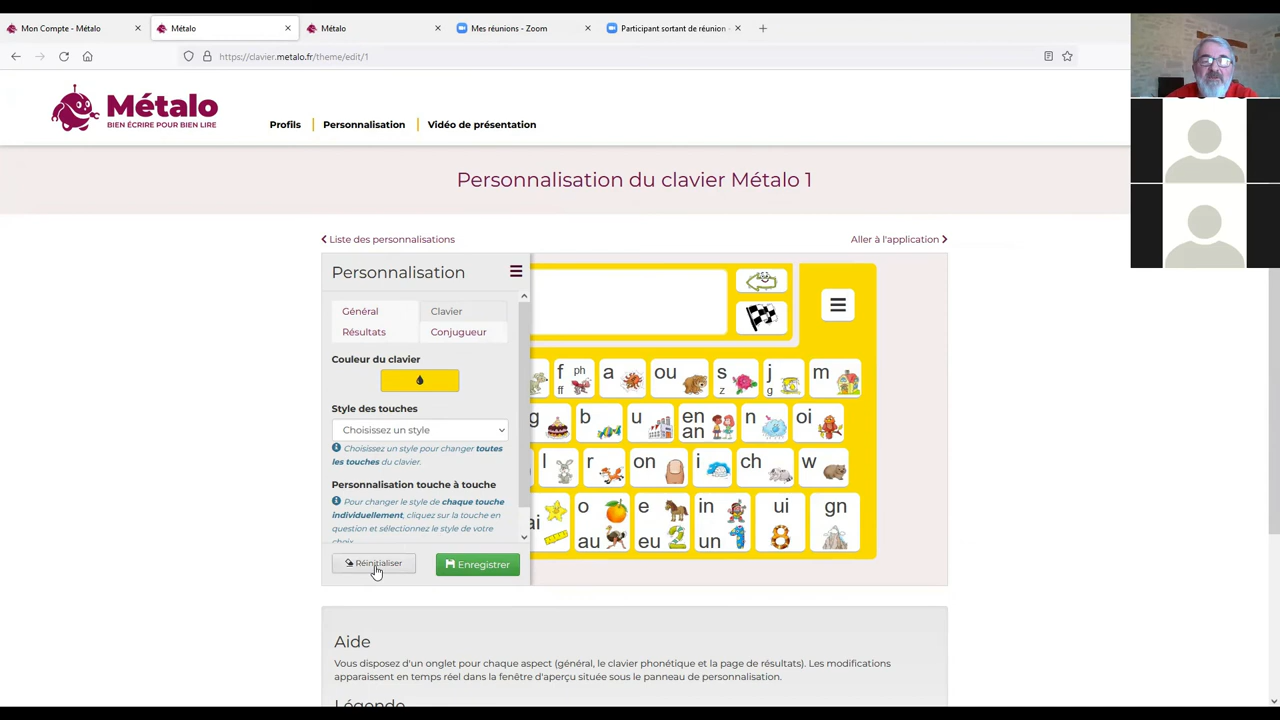 Mon Compte - Métalo
Métalo
Métalo
Mes réunions - Zoom
Participant sortant de réunion -
https://clavier.metalo.fr/theme/edit/1
Métalo
BIEN ÉCRIRE POUR BIEN LIRE
Profils
Personnalisation
Vidéo de présentation
Personnalisation du clavier Métalo 1
Liste des personnalisations
Aller à l'application
Personnalisation
Général
Clavier
Résultats
Conjugueur
Couleur du clavier
Style des touches
Choisissez un style
Choisissez un style pour changer toutes
les touches du clavier.
Personnalisation touche à touche
Pour changer le style de chaque touche
individuellement, cliquez sur la touche en
question et sélectionnez le style de votre
choix.
Réinitialiser
Enregistrer
f ph ff a ou s z j g m
g b u en an n oi
l r on i ch w
ai o au e eu 2 in un 1 ui 8 gn
Aide
Vous disposez d'un onglet pour chaque aspect (général, le clavier phonétique et la page de résultats). Les modifications
apparaissent en temps réel dans la fenêtre d'aperçu située sous le panneau de personnalisation.
Légende